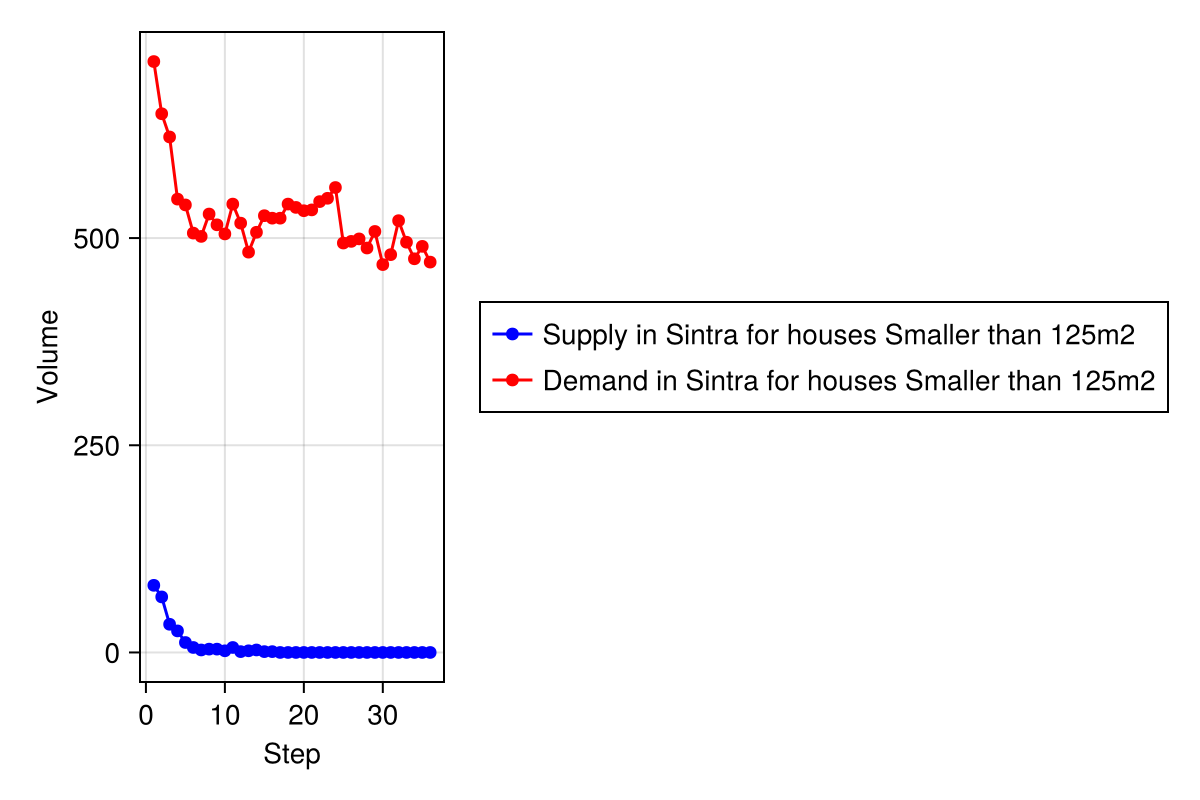 Volume
500
250
0
0 10 20 30
Step
Supply in Sintra for houses Smaller than 125m2
Demand in Sintra for houses Smaller than 125m2